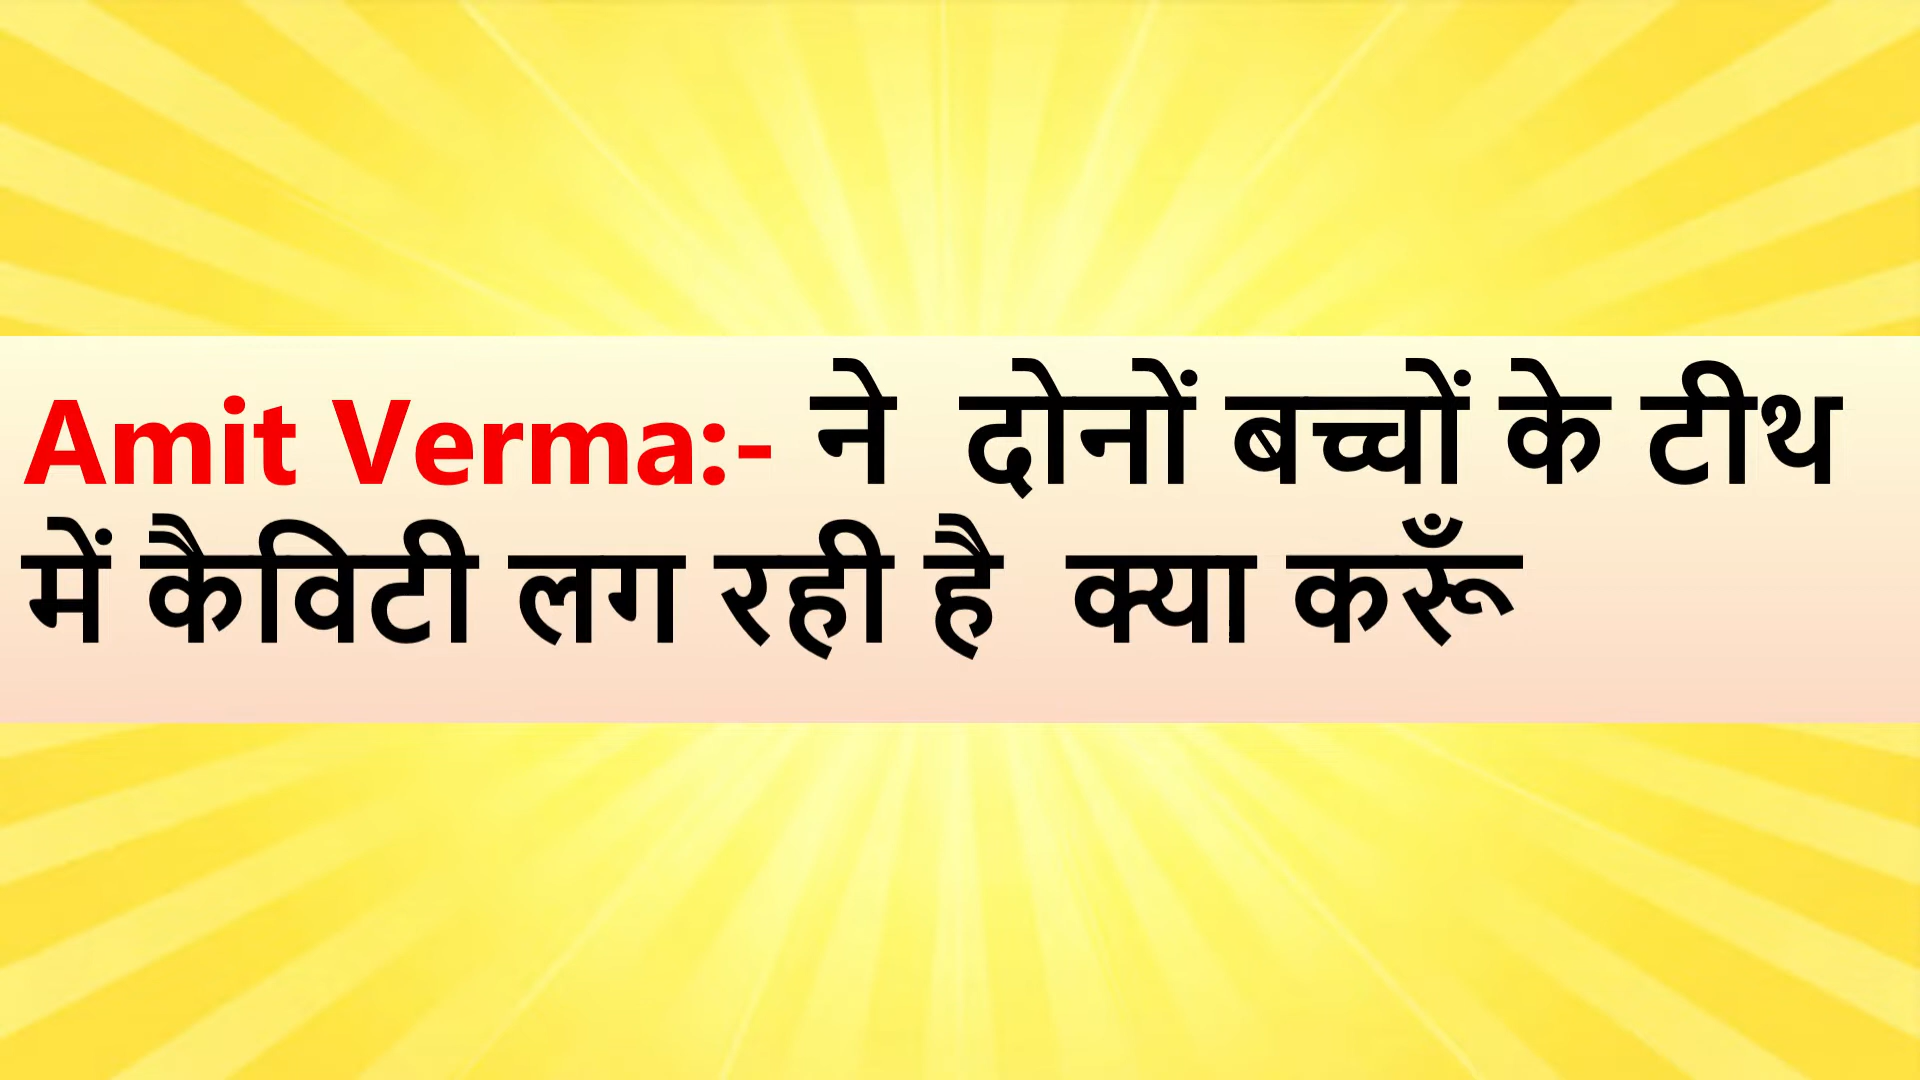 Amit Verma:- ने दोनों बच्चों के टीथ
में कैविटी लग रही है क्या करूँ